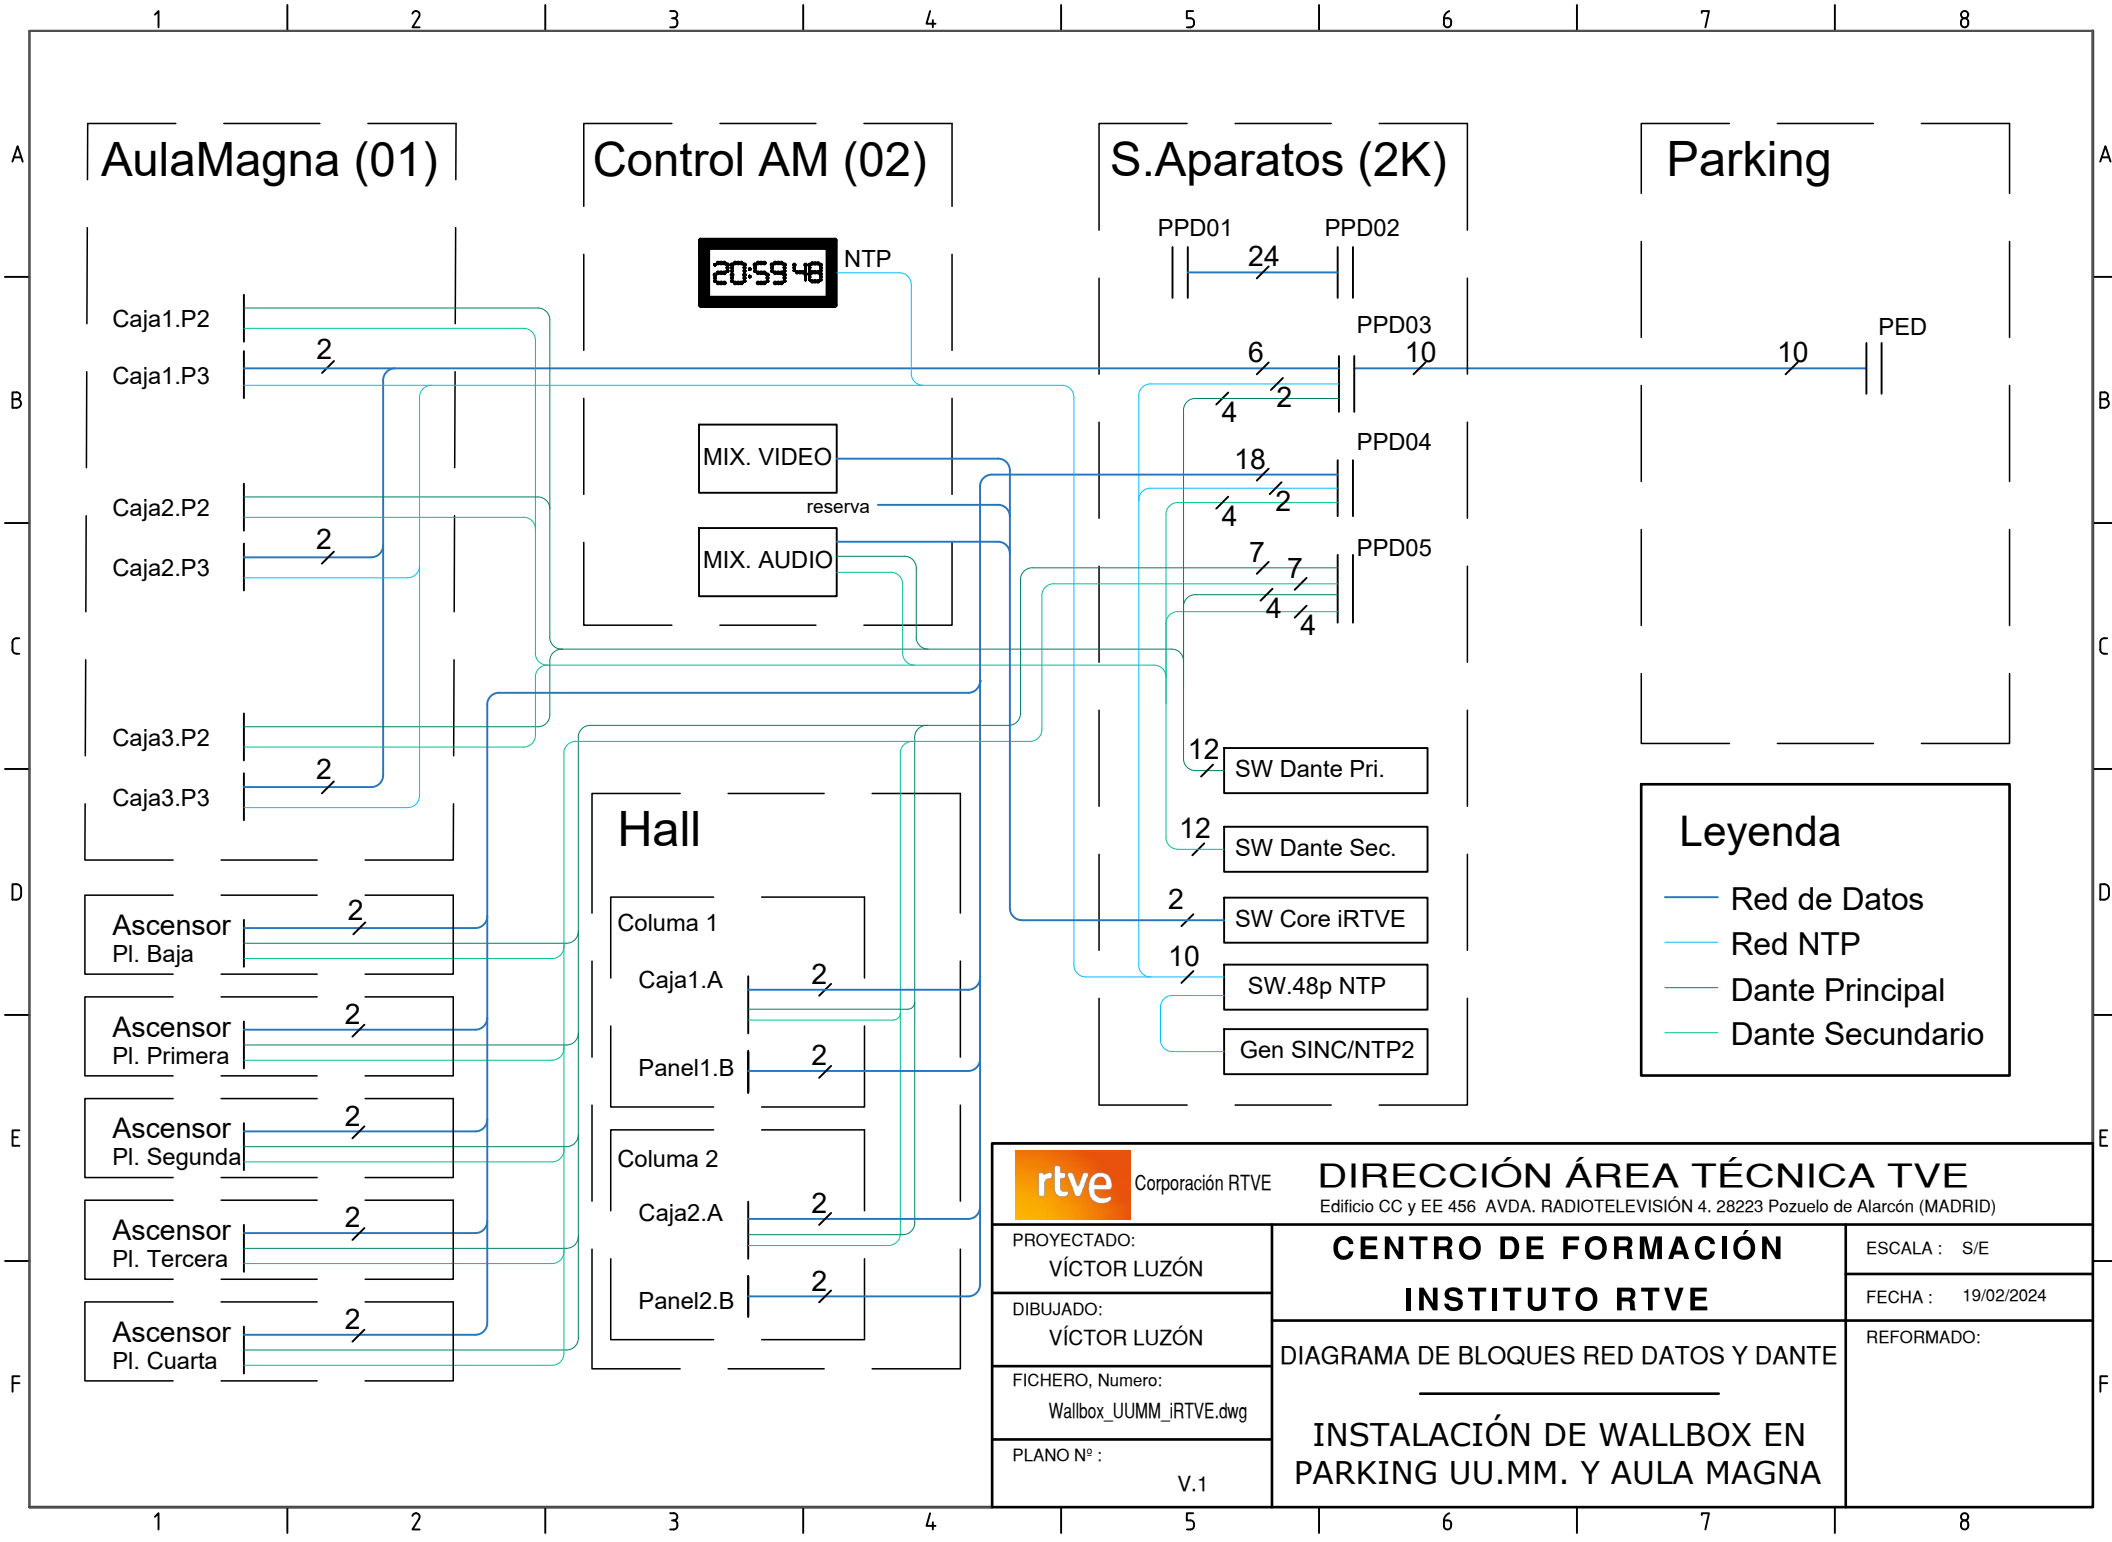 1 2 3 4 5 6 7 8
A A
B B
C C
D D
E E
F F
AulaMagna (01)
Caja1.P2
Caja1.P3
2
Caja2.P2
Caja2.P3
2
Caja3.P2
Caja3.P3
2
Ascensor
Pl. Baja
2
Ascensor
Pl. Primera
2
Ascensor
Pl. Segunda
2
Ascensor
Pl. Tercera
2
Ascensor
Pl. Cuarta
2
Control AM (02)
20:59 48
NTP
MIX. VIDEO
reserva
MIX. AUDIO
Hall
Columa 1
Caja1.A
2
Panel1.B
2
Columa 2
Caja2.A
2
Panel2.B
2
S.Aparatos (2K)
PPD01 PPD02
24
PPD03
6 10
2
4
PPD04
18
2
4
PPD05
7
7
4
4
12
SW Dante Pri.
12
SW Dante Sec.
2
SW Core iRTVE
10
SW.48p NTP
Gen SINC/NTP2
Parking
PED
10
Leyenda
Red de Datos
Red NTP
Dante Principal
Dante Secundario
rtve
Corporación RTVE
DIRECCIÓN ÁREA TÉCNICA TVE
Edificio CC y EE 456 AVDA. RADIOTELEVISIÓN 4. 28223 Pozuelo de Alarcón (MADRID)
PROYECTADO:
VÍCTOR LUZÓN
DIBUJADO:
VÍCTOR LUZÓN
FICHERO, Numero:
Wallbox_UUMM_iRTVE.dwg
PLANO Nº :
V.1
CENTRO DE FORMACIÓN
INSTITUTO RTVE
DIAGRAMA DE BLOQUES RED DATOS Y DANTE
INSTALACIÓN DE WALLBOX EN
PARKING UU.MM. Y AULA MAGNA
ESCALA : S/E
FECHA : 19/02/2024
REFORMADO:
1 2 3 4 5 6 7 8